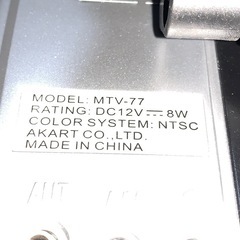 MODEL: MTV-77
RATING: DC12V ⎓ 8W
COLOR SYSTEM: NTSC
AKART CO.,LTD.
MADE IN CHINA